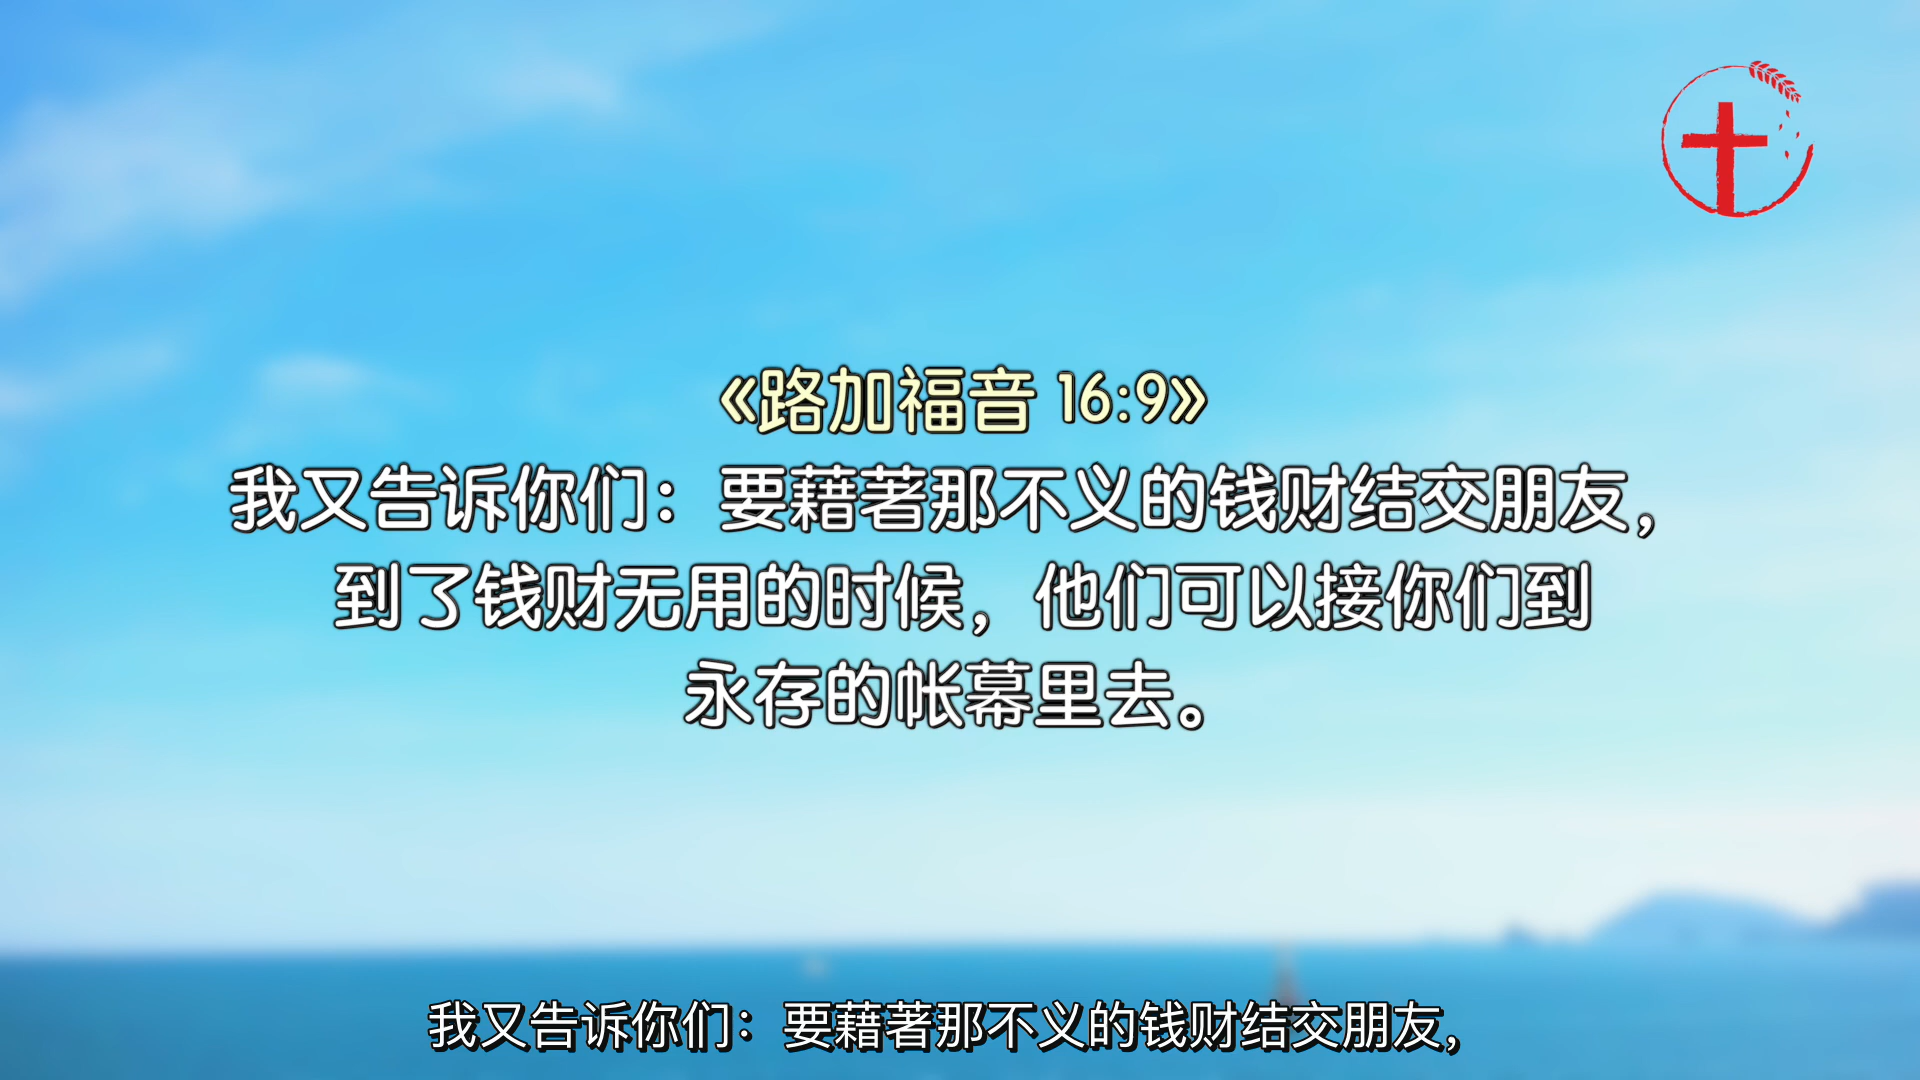 《路加福音 16:9》
我又告诉你们：要藉著那不义的钱财结交朋友，
到了钱财无用的时候，他们可以接你们到
永存的帐幕里去。
我又告诉你们：要藉著那不义的钱财结交朋友，